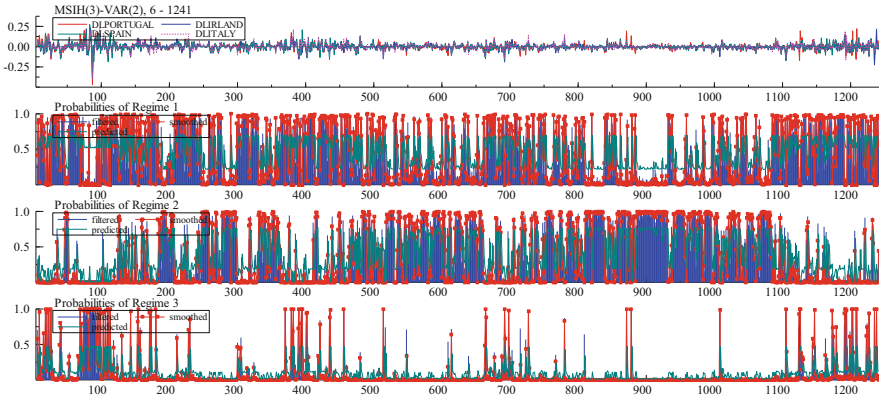 MSIH(3)-VAR(2), 6 - 1241
DLPORTUGAL DLIRLAND
DLSPAIN DLITALY
0.25
0.00
-0.25
100 200 300 400 500 600 700 800 900 1000 1100 1200
Probabilities of Regime 1
1.0
filtered smoothed
predicted
0.5
100 200 300 400 500 600 700 800 900 1000 1100 1200
Probabilities of Regime 2
1.0
filtered smoothed
predicted
0.5
100 200 300 400 500 600 700 800 900 1000 1100 1200
Probabilities of Regime 3
1.0
filtered smoothed
predicted
0.5
100 200 300 400 500 600 700 800 900 1000 1100 1200